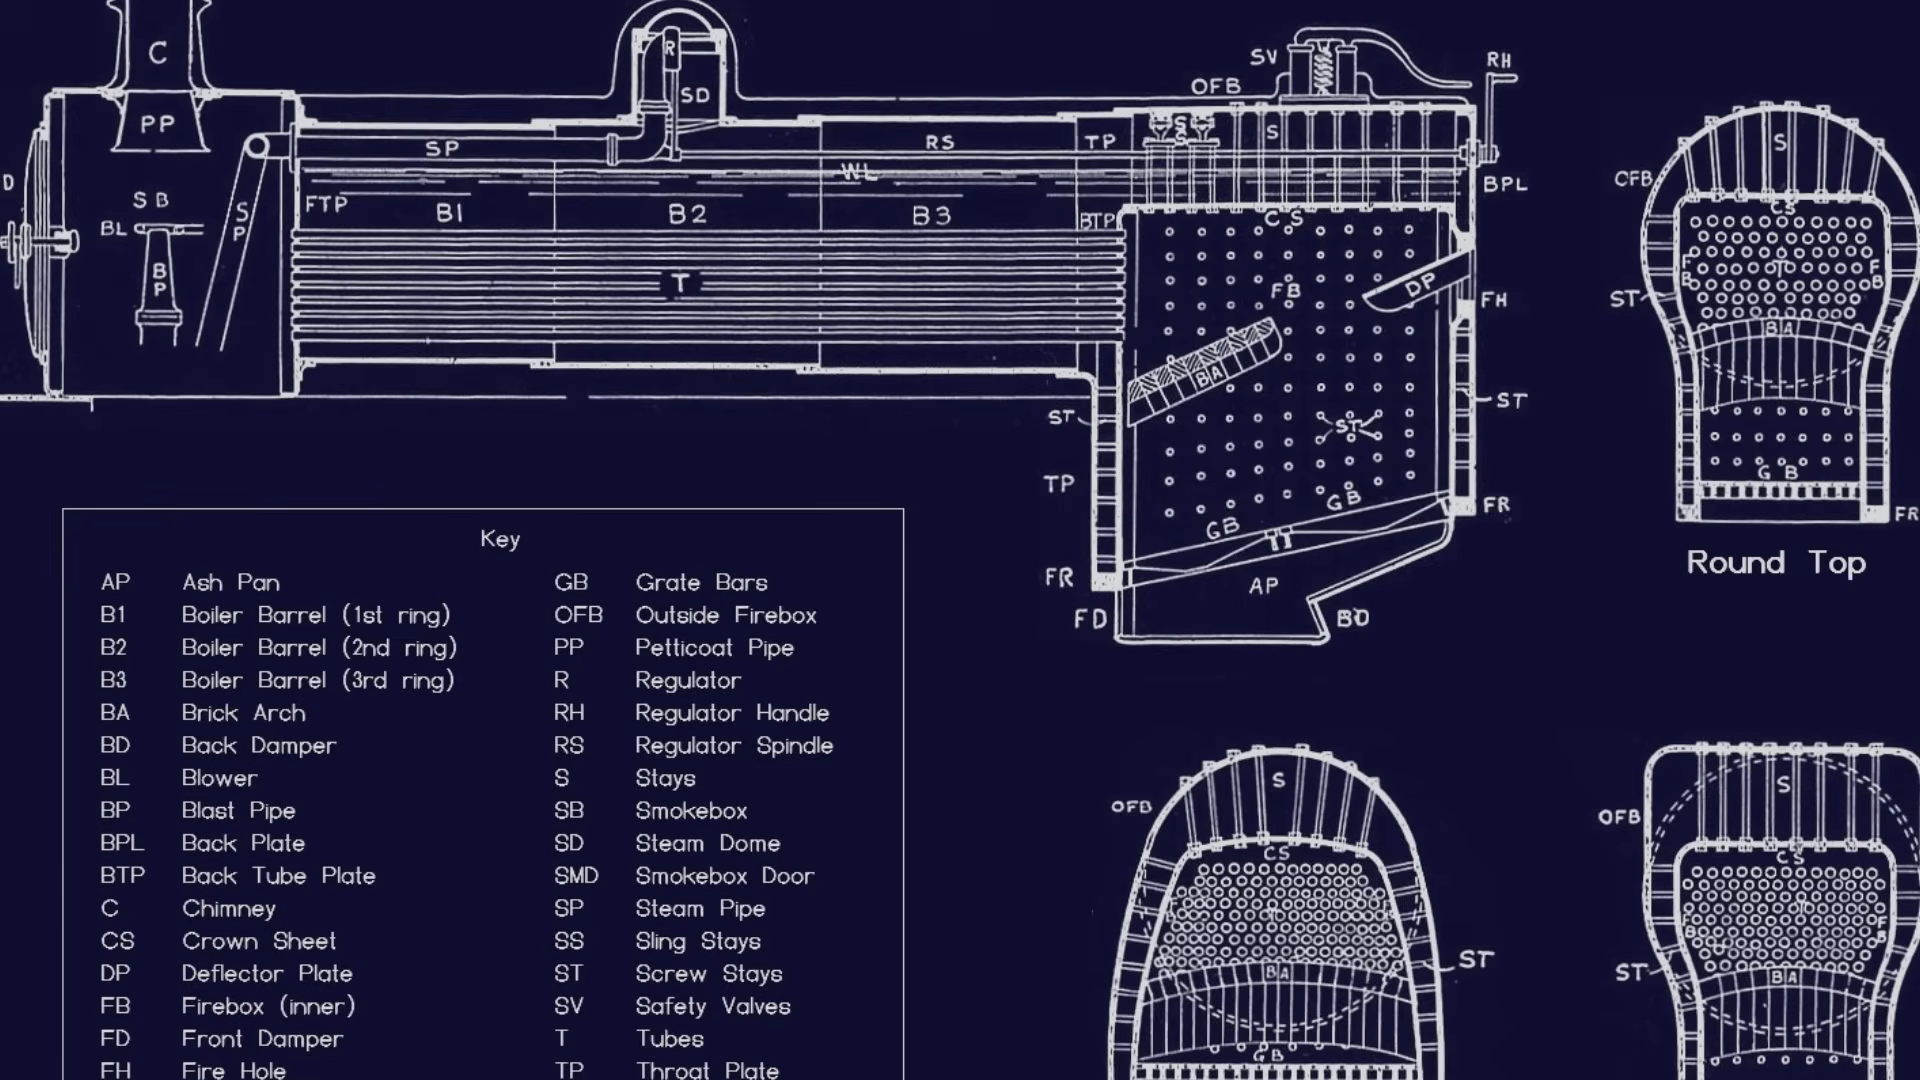 C
R
SV
RH
SD
OFB
PP
SP
RS
TP
SS
S
D
WL
BPL
SB
SP
FTP
B1
B2
B3
BTP
CS
BL
BP
T
FB
DP
FH
BA
ST
ST
ST
TP
GB
GB
FR
FR
AP
FD
BD
S
OFB
CS
FB
T
FB
ST
BA
GB
FR
Round Top
Key
AP Ash Pan
B1 Boiler Barrel (1st ring)
B2 Boiler Barrel (2nd ring)
B3 Boiler Barrel (3rd ring)
BA Brick Arch
BD Back Damper
BL Blower
BP Blast Pipe
BPL Back Plate
BTP Back Tube Plate
C Chimney
CS Crown Sheet
DP Deflector Plate
FB Firebox (inner)
FD Front Damper
FH Fire Hole
GB Grate Bars
OFB Outside Firebox
PP Petticoat Pipe
R Regulator
RH Regulator Handle
RS Regulator Spindle
S Stays
SB Smokebox
SD Steam Dome
SMD Smokebox Door
SP Steam Pipe
SS Sling Stays
ST Screw Stays
SV Safety Valves
T Tubes
TP Throat Plate
S
OFB
CS
T
ST
BA
GB
S
OFB
CS
T
FB
ST
BA